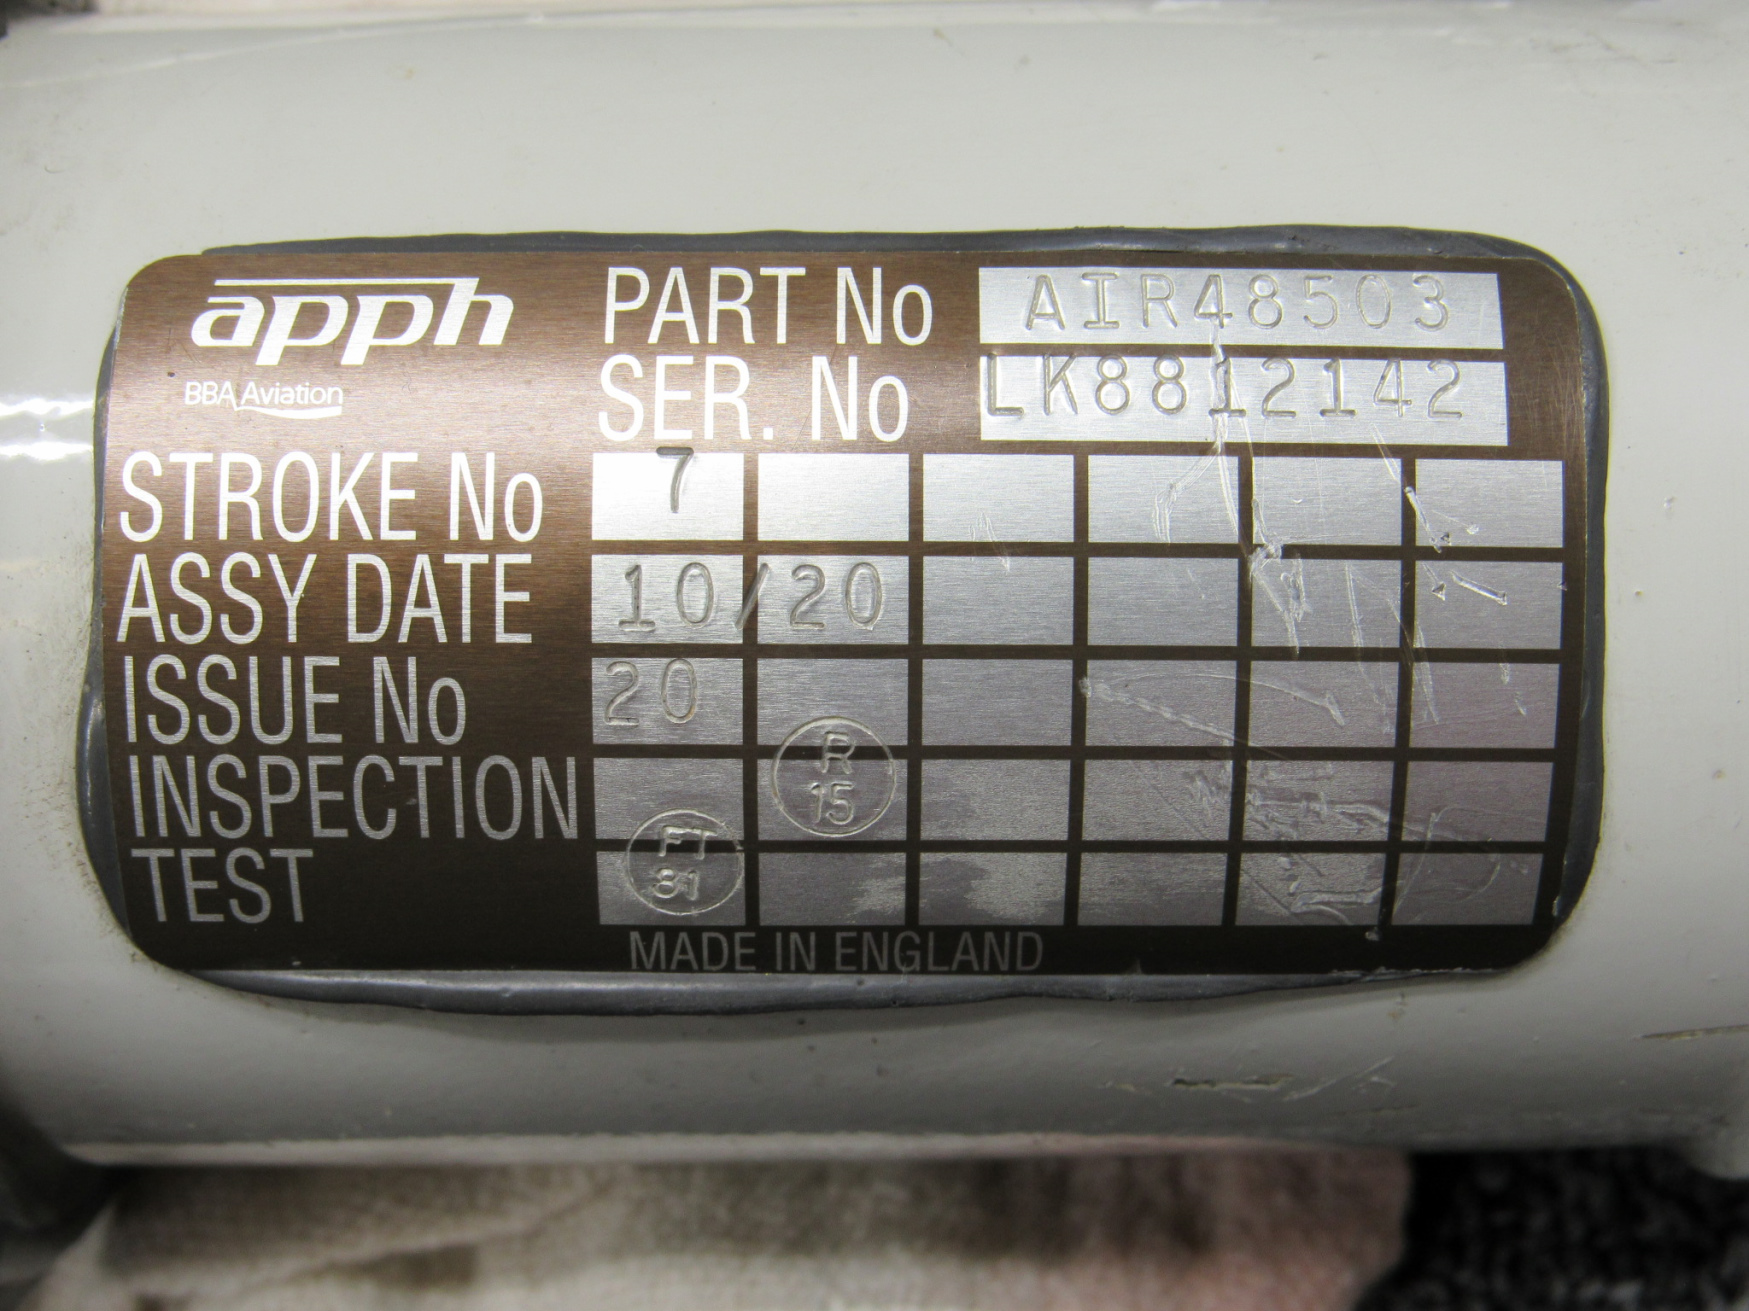 apph
BBA Aviation
PART No AIR48503
SER. No LK8812142
STROKE No 7
ASSY DATE 10/20
ISSUE No 20
INSPECTION R 15
TEST FT 81
MADE IN ENGLAND